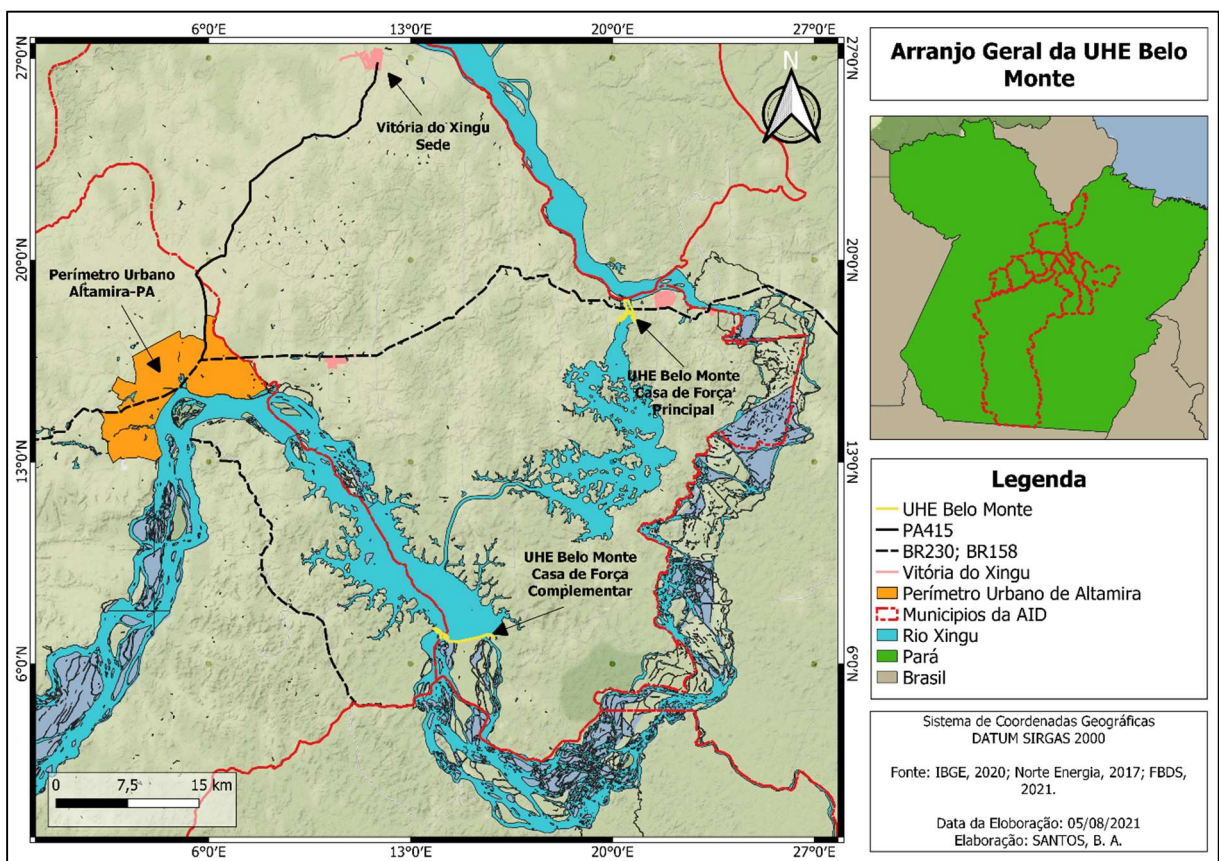 6°0'E 13°0'E 20°0'E 27°0'E
27°0'N
27°0'N
N
Vitória do Xingu
Sede
20°0'N
20°0'N
Perímetro Urbano
Altamira-PA
UHE Belo Monte
Casa de Força
Principal
13°0'N
13°0'N
UHE Belo Monte
Casa de Força
Complementar
6°0'N
6°0'N
0 7,5 15 km
6°0'E 13°0'E 20°0'E 27°0'E
Arranjo Geral da UHE Belo
Monte
Legenda
UHE Belo Monte
PA415
BR230; BR158
Vitória do Xingu
Perímetro Urbano de Altamira
Municipios da AID
Rio Xingu
Pará
Brasil
Sistema de Coordenadas Geográficas
DATUM SIRGAS 2000
Fonte: IBGE, 2020; Norte Energia, 2017; FBDS,
2021.
Data da Eloboração: 05/08/2021
Elaboração: SANTOS, B. A.